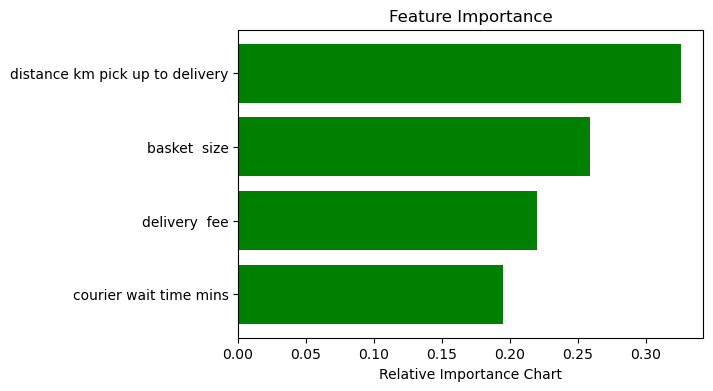 Feature Importance
distance km pick up to delivery
basket  size
delivery  fee
courier wait time mins
0.00 0.05 0.10 0.15 0.20 0.25 0.30
Relative Importance Chart